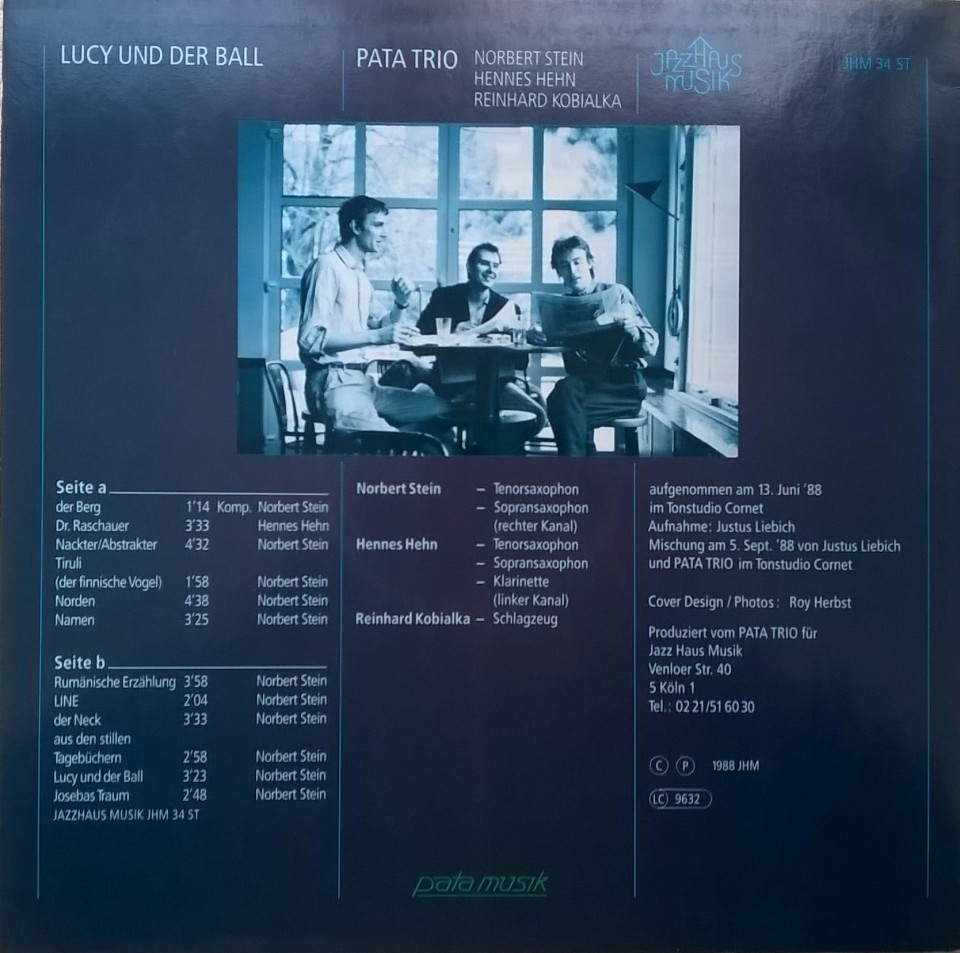 LUCY UND DER BALL
PATA TRIO
NORBERT STEIN
HENNES HEHN
REINHARD KOBIALKA
JAZZHAUS
MUSIK
JHM 34 ST
Seite a
der Berg 1'14 Komp. Norbert Stein
Dr. Raschauer 3'33 Hennes Hehn
Nackter/Abstrakter 4'32 Norbert Stein
Tiruli
(der finnische Vogel) 1'58 Norbert Stein
Norden 4'38 Norbert Stein
Namen 3'25 Norbert Stein
Seite b
Rumänische Erzählung 3'58 Norbert Stein
LINE 2'04 Norbert Stein
der Neck 3'33 Norbert Stein
aus den stillen
Tagebüchern 2'58 Norbert Stein
Lucy und der Ball 3'23 Norbert Stein
Josebas Traum 2'48 Norbert Stein
JAZZHAUS MUSIK JHM 34 ST
Norbert Stein – Tenorsaxophon
– Sopransaxophon
(rechter Kanal)
Hennes Hehn – Tenorsaxophon
– Sopransaxophon
– Klarinette
(linker Kanal)
Reinhard Kobialka – Schlagzeug
aufgenommen am 13. Juni '88
im Tonstudio Cornet
Aufnahme: Justus Liebich
Mischung am 5. Sept. '88 von Justus Liebich
und PATA TRIO im Tonstudio Cornet
Cover Design / Photos: Roy Herbst
Produziert vom PATA TRIO für
Jazz Haus Musik
Venloer Str. 40
5 Köln 1
Tel.: 02 21/51 60 30
C P 1988 JHM
LC 9632
pata musik